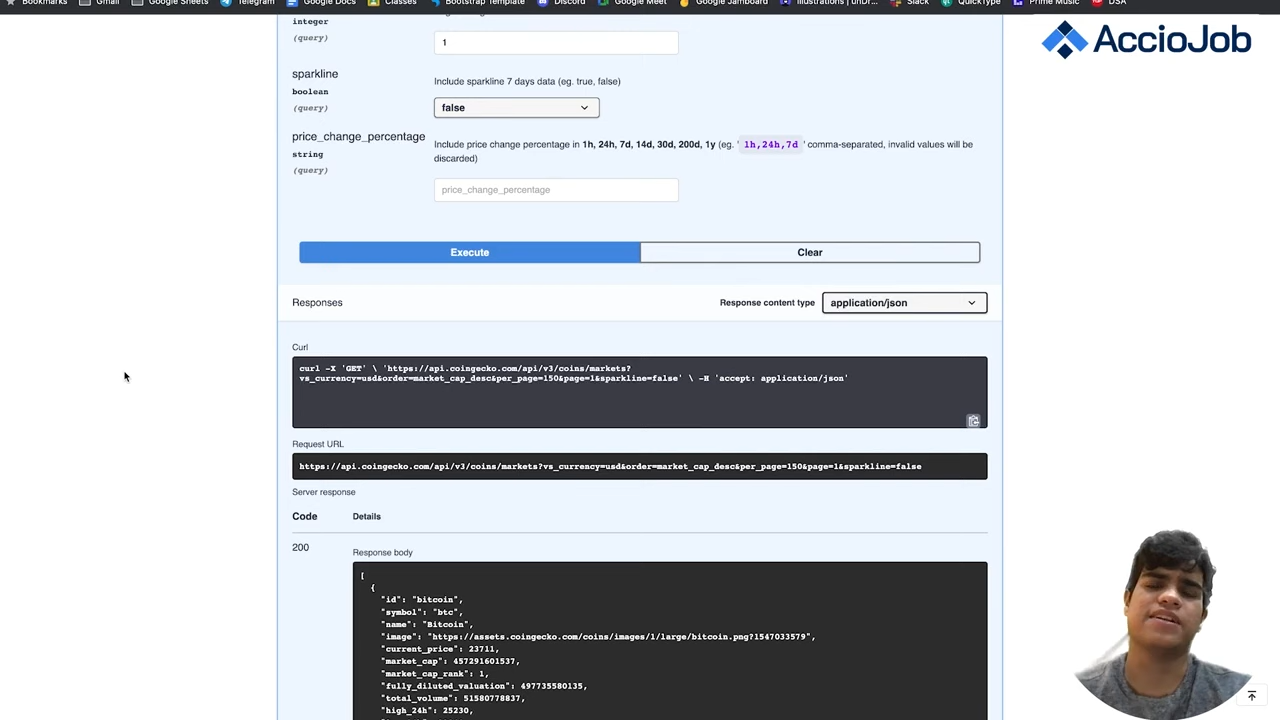 Bookmarks Gmail Google Sheets Telegram Google Docs Classes Bootstrap Template Discord Google Meet Google Jamboard Illustrations | unDr... Slack QuickType Prime Music DSA
AccioJob
integer
(query)
1
sparkline
boolean
(query)
Include sparkline 7 days data (eg. true, false)
false
price_change_percentage
string
(query)
Include price change percentage in 1h, 24h, 7d, 14d, 30d, 200d, 1y (eg. '1h,24h,7d' comma-separated, invalid values will be
discarded)
price_change_percentage
Execute Clear
Responses Response content type application/json
Curl
curl -X 'GET' \ 'https://api.coingecko.com/api/v3/coins/markets?
vs_currency=usd&order=market_cap_desc&per_page=150&page=1&sparkline=false' \ -H 'accept: application/json'
Request URL
https://api.coingecko.com/api/v3/coins/markets?vs_currency=usd&order=market_cap_desc&per_page=150&page=1&sparkline=false
Server response
Code Details
200
Response body
[
{
"id": "bitcoin",
"symbol": "btc",
"name": "Bitcoin",
"image": "https://assets.coingecko.com/coins/images/1/large/bitcoin.png?1547033579",
"current_price": 23711,
"market_cap": 457291601537,
"market_cap_rank": 1,
"fully_diluted_valuation": 497735580135,
"total_volume": 51580778837,
"high_24h": 25230,